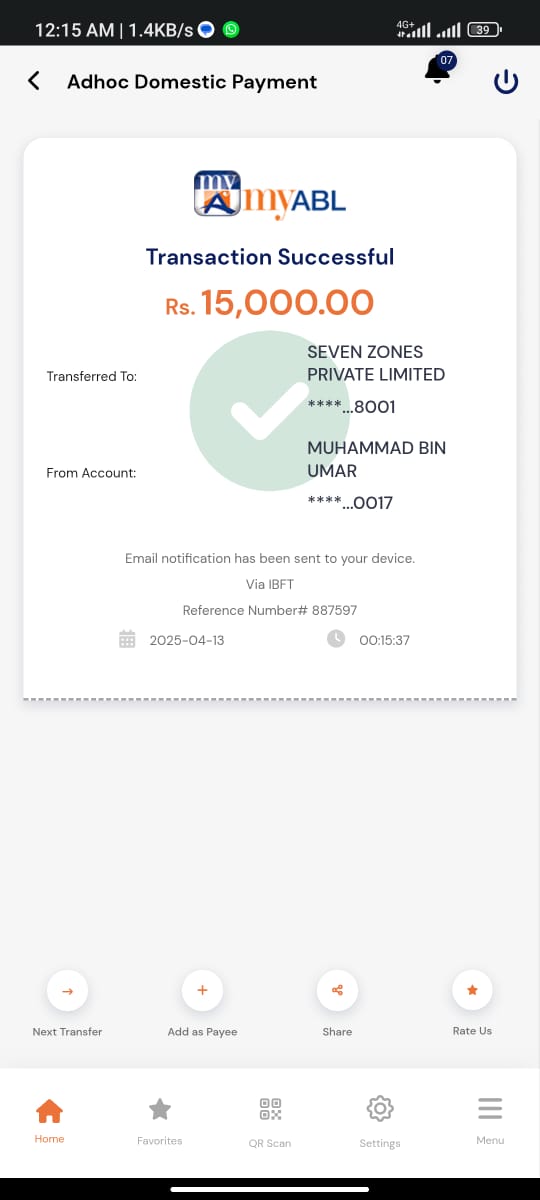 12:15 AM | 1.4KB/s 4G+ 39
Adhoc Domestic Payment 07
my A myABL
Transaction Successful
Rs. 15,000.00
Transferred To:
SEVEN ZONES
PRIVATE LIMITED
****...8001
From Account:
MUHAMMAD BIN
UMAR
****...0017
Email notification has been sent to your device.
Via IBFT
Reference Number# 887597
2025-04-13 00:15:37
Next Transfer Add as Payee Share Rate Us
Home Favorites QR Scan Settings Menu